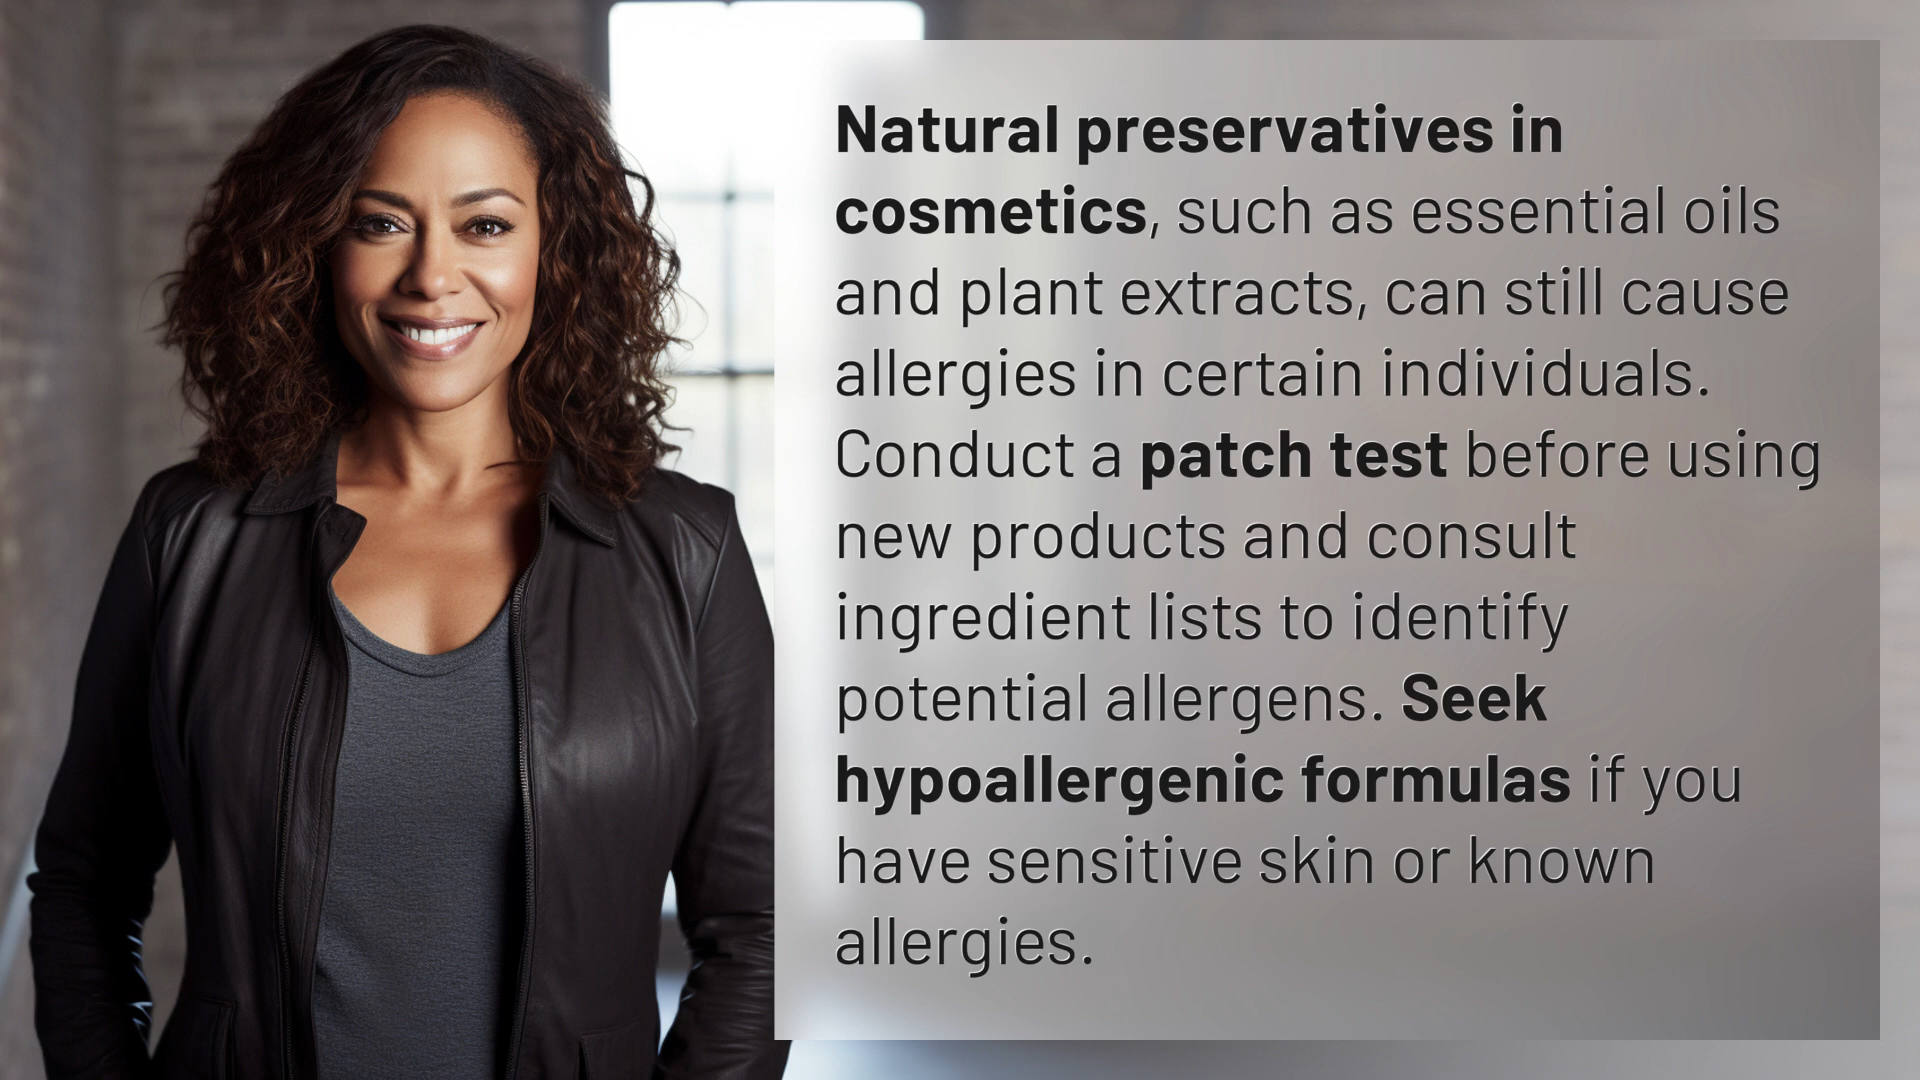 Natural preservatives in
cosmetics, such as essential oils
and plant extracts, can still cause
allergies in certain individuals.
Conduct a patch test before using
new products and consult
ingredient lists to identify
potential allergens. Seek
hypoallergenic formulas if you
have sensitive skin or known
allergies.